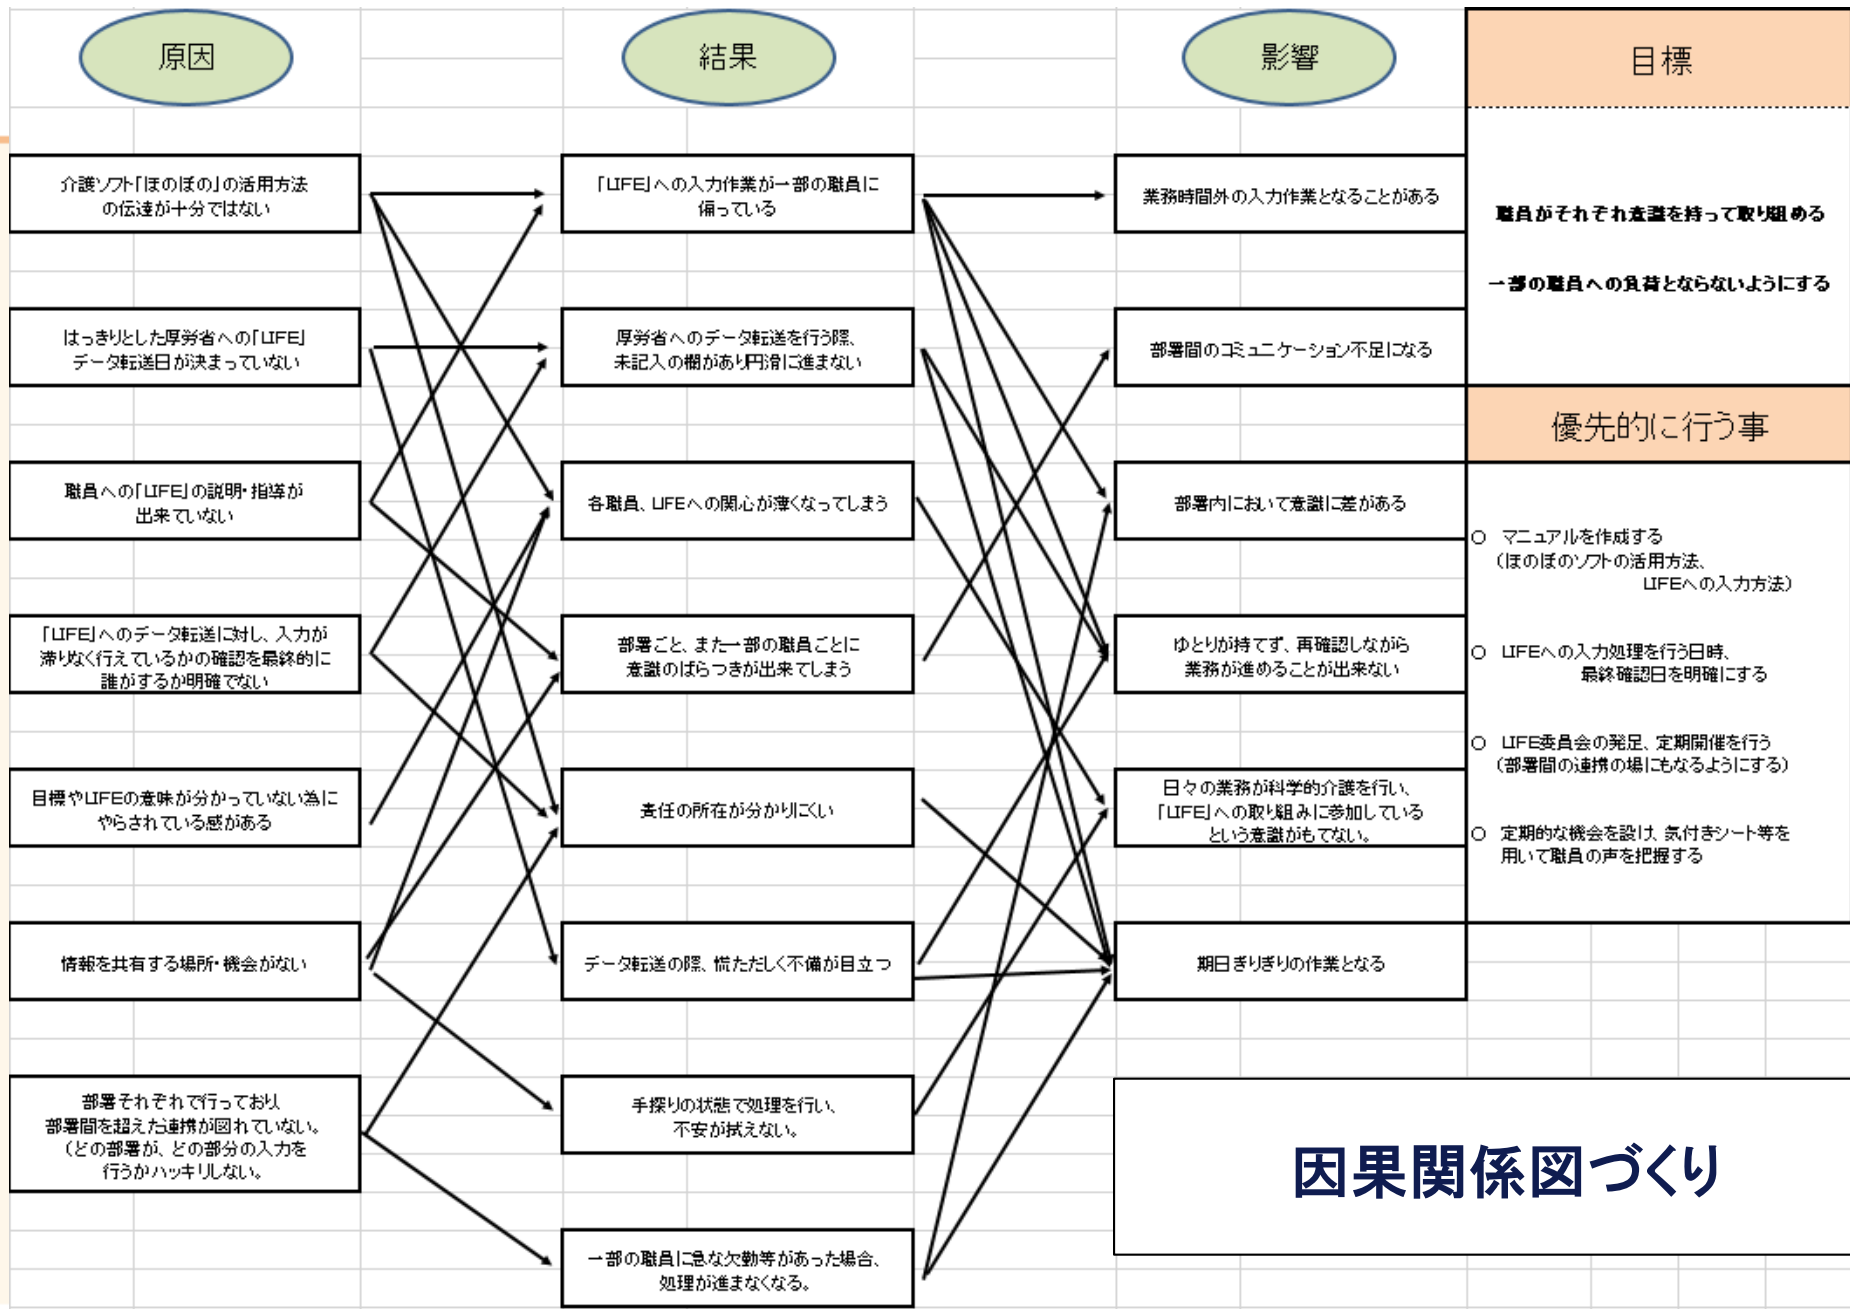 原因
介護ソフト「ほのぼの」の活用方法
の伝達が十分ではない
はっきりとした厚労省への「LIFE」
データ転送日が決まっていない
職員への「LIFE」の説明・指導が
出来ていない
「LIFE」へのデータ転送に対し、入力が
滞りなく行えているかの確認を最終的に
誰がするか明確でない
目標やLIFEの意味が分かっていない為に
やらされている感がある
情報を共有する場所・機会がない
部署それぞれで行っており、
部署間を超えた連携が図れていない。
（どの部署が、どの部分の入力を
行うかハッキリしない。
結果
「LIFE」への入力作業が一部の職員に
偏っている
厚労省へのデータ転送を行う際、
未記入の欄があり円滑に進まない
各職員、LIFEへの関心が薄くなってしまう
部署ごと、また一部の職員ごとに
意識のばらつきが出来てしまう
責任の所在が分かりにくい
データ転送の際、慌ただしく不備が目立つ
手探りの状態で処理を行い、
不安が拭えない。
一部の職員に急な欠勤等があった場合、
処理が進まなくなる。
影響
業務時間外の入力作業となることがある
部署間のコミュニケーション不足になる
部署内において意識に差がある
ゆとりが持てず、再確認しながら
業務が進めることが出来ない
日々の業務が科学的介護を行い、
「LIFE」への取り組みに参加している
という意識がもてない。
期日ぎりぎりの作業となる
目標
職員がそれぞれ意識を持って取り組める
一部の職員への負荷とならないようにする
優先的に行う事
○ マニュアルを作成する
（ほのぼのソフトの活用方法、
LIFEへの入力方法）
○ LIFEへの入力処理を行う日時、
最終確認日を明確にする
○ LIFE委員会の発足、定期開催を行う
（部署間の連携の場にもなるようにする）
○ 定期的な機会を設け、気付きシート等を
用いて職員の声を把握する
因果関係図づくり